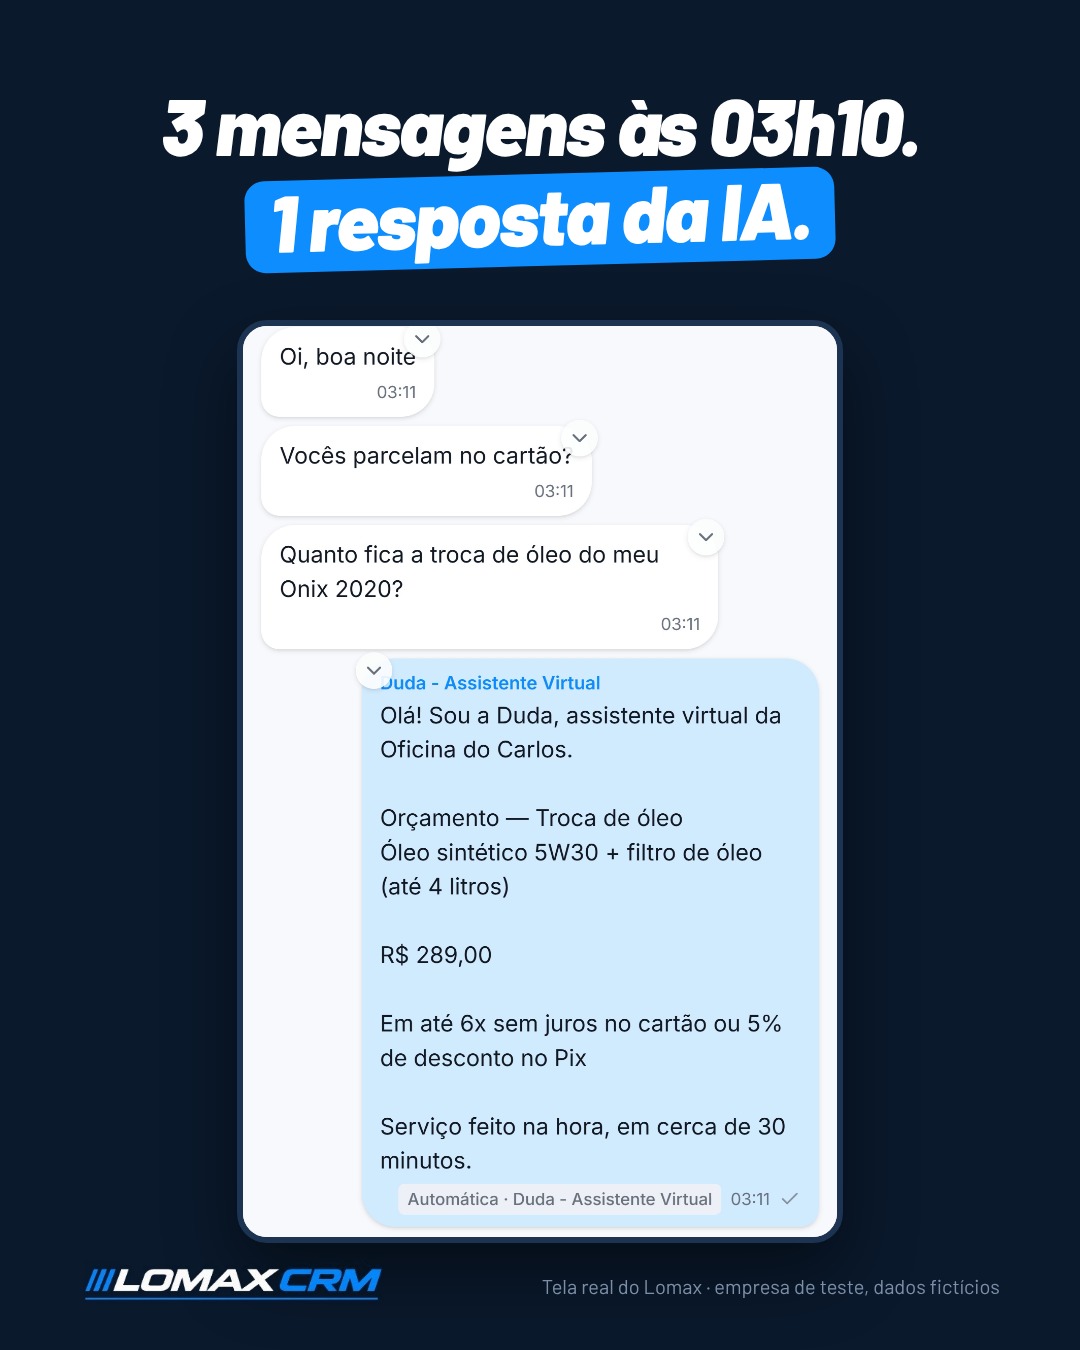 3 mensagens às 03h10.
1 resposta da IA.
Oi, boa noite
03:11
Vocês parcelam no cartão?
03:11
Quanto fica a troca de óleo do meu
Onix 2020?
03:11
Duda - Assistente Virtual
Olá! Sou a Duda, assistente virtual da
Oficina do Carlos.
Orçamento — Troca de óleo
Óleo sintético 5W30 + filtro de óleo
(até 4 litros)
R$ 289,00
Em até 6x sem juros no cartão ou 5%
de desconto no Pix
Serviço feito na hora, em cerca de 30
minutos.
Automática · Duda - Assistente Virtual 03:11
LOMAX CRM
Tela real do Lomax · empresa de teste, dados fictícios